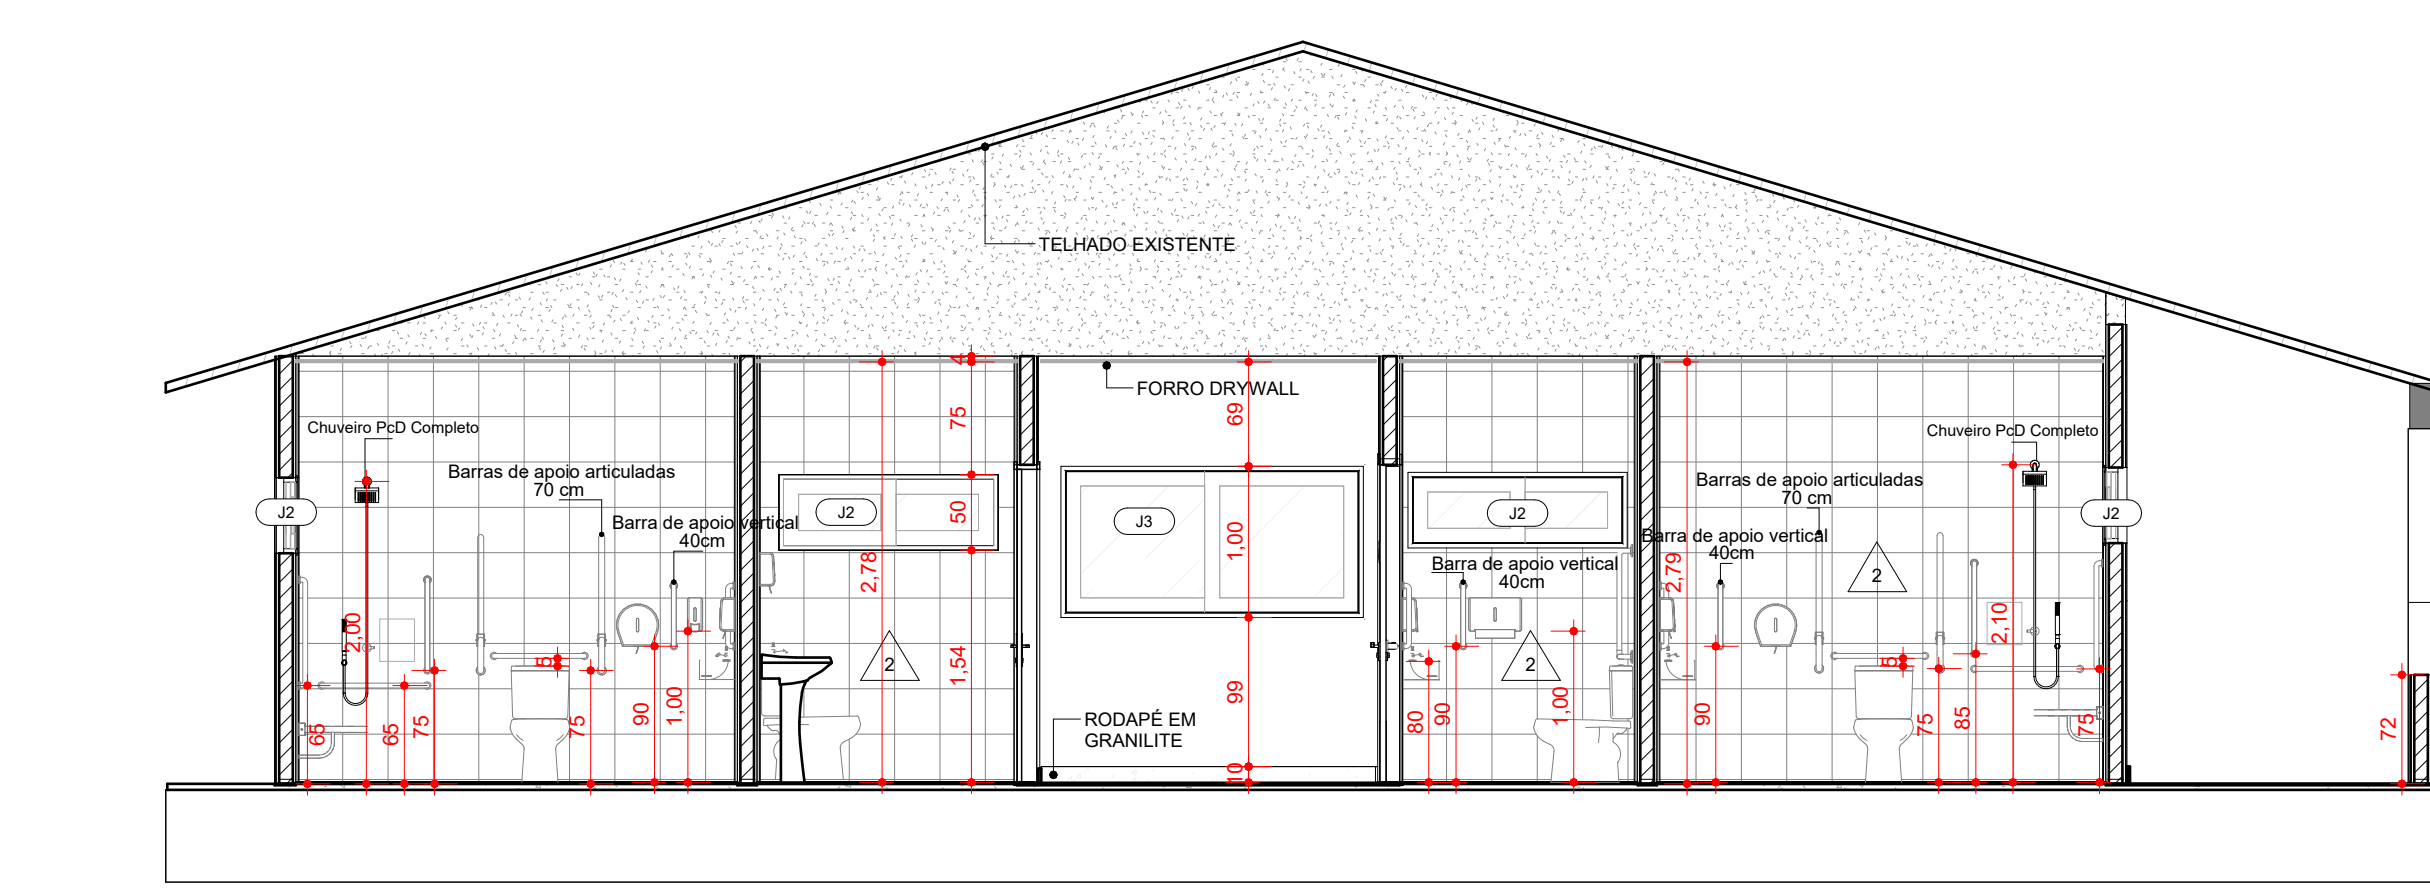 TELHADO EXISTENTE
FORRO DRYWALL
4
75
69
Chuveiro PcD Completo
Chuveiro PcD Completo
Barras de apoio articuladas
70 cm
Barras de apoio articuladas
70 cm
J2
J2
J3
J2
J2
50
1,00
Barra de apoio vertical
40cm
Barra de apoio vertical
40cm
Barra de apoio vertical
40cm
2,78
2,79
2
2
2
2,00
2,10
5
5
1,54
99
65
65
75
75
90
1,00
80
90
1,00
90
75
85
75
72
RODAPÉ EM
GRANILITE
10